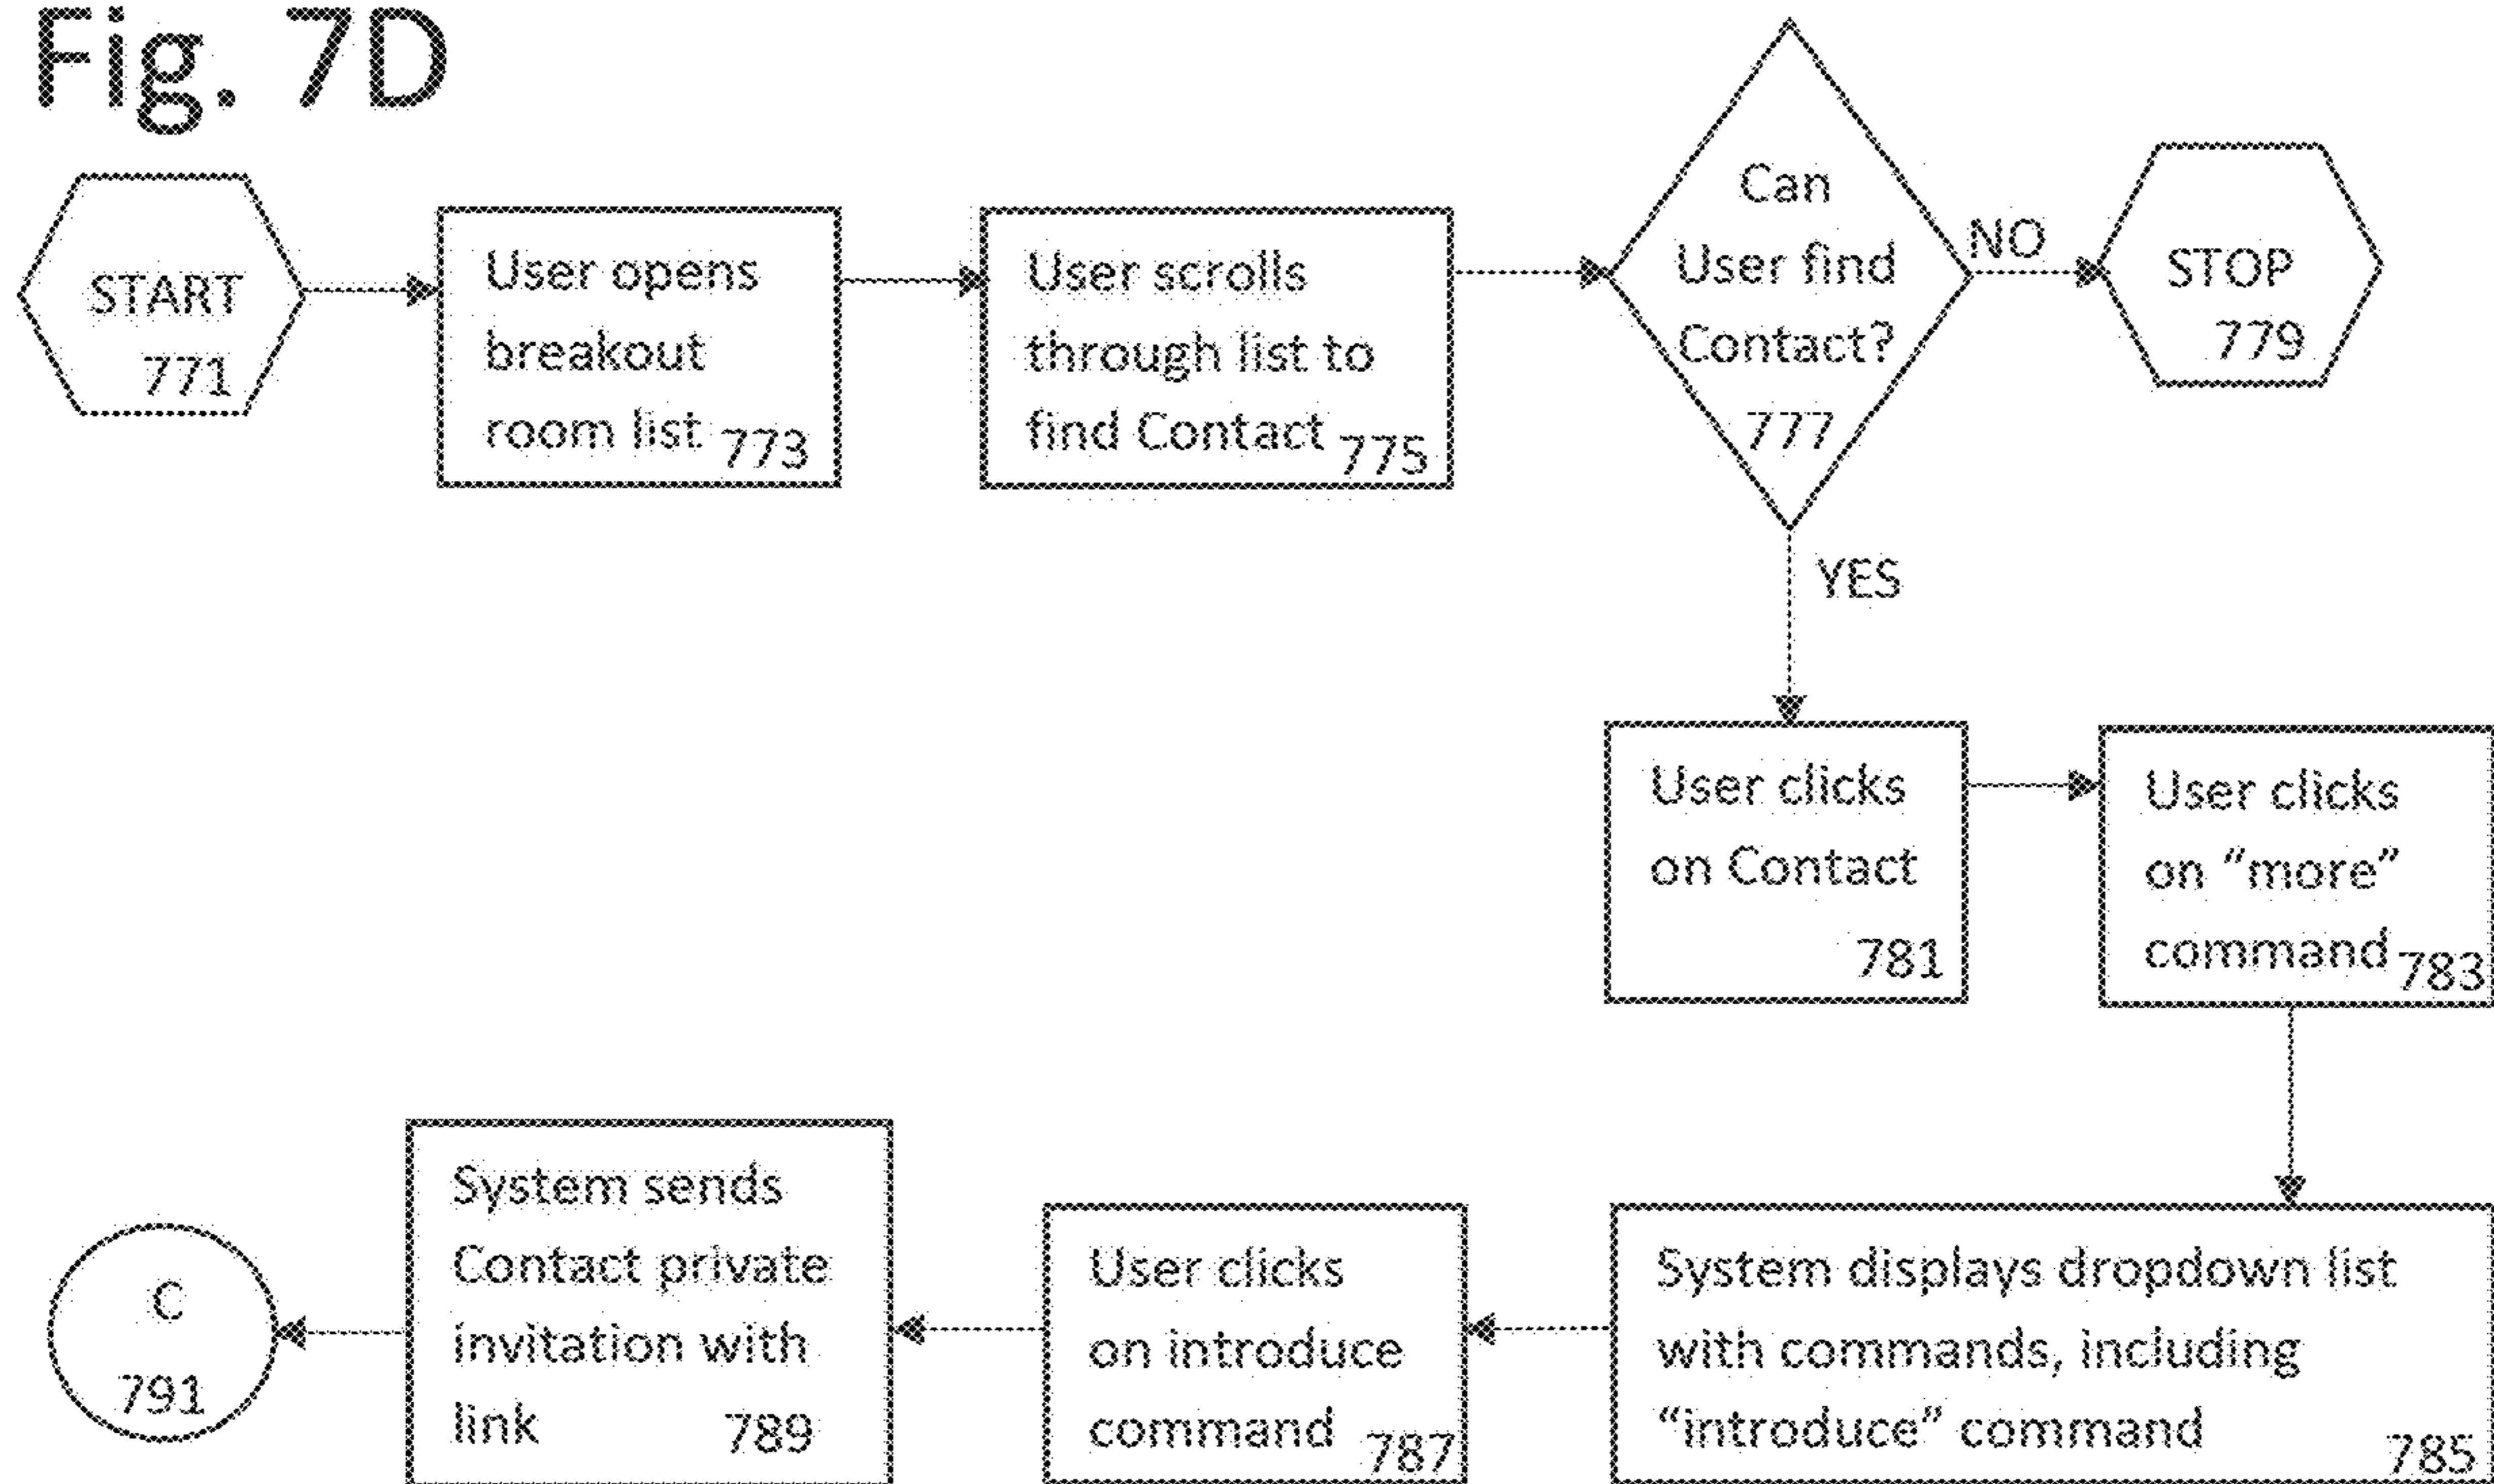 Fig. 7D
START
771
User opens
breakout
room list 773
User scrolls
through list to
find Contact 775
Can
User find
Contact?
777
NO
STOP
779
YES
User clicks
on Contact
781
User clicks
on “more”
command 783
System displays dropdown list
with commands, including
“introduce” command
785
User clicks
on introduce
command 787
System sends
Contact private
invitation with
link 789
C
791